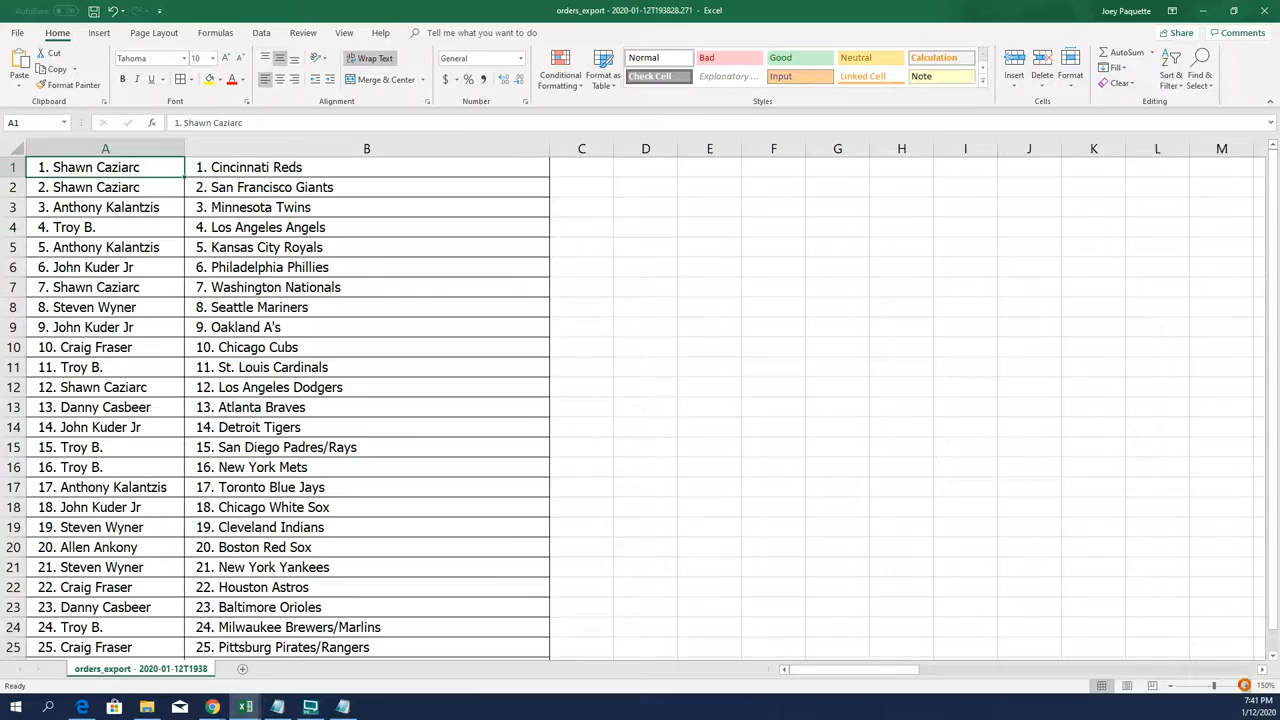 AutoSave Off
orders_export - 2020-01-12T193828.271 - Excel
Joey Paquette
File Home Insert Page Layout Formulas Data Review View Help Tell me what you want to do
Share Comments
Paste
Cut
Copy
Format Painter
Clipboard
Tahoma 10
B I U
Font
Wrap Text
Merge & Center
Alignment
General
$ % ,
Number
Conditional Formatting
Format as Table
Normal Bad Good Neutral Calculation
Check Cell Explanatory ... Input Linked Cell Note
Styles
Insert Delete Format
Cells
AutoSum
Fill
Clear
Sort & Filter
Find & Select
Editing
A1 fx 1. Shawn Caziarc
A B C D E F G H I J K L M
1 1. Shawn Caziarc 1. Cincinnati Reds
2 2. Shawn Caziarc 2. San Francisco Giants
3 3. Anthony Kalantzis 3. Minnesota Twins
4 4. Troy B. 4. Los Angeles Angels
5 5. Anthony Kalantzis 5. Kansas City Royals
6 6. John Kuder Jr 6. Philadelphia Phillies
7 7. Shawn Caziarc 7. Washington Nationals
8 8. Steven Wyner 8. Seattle Mariners
9 9. John Kuder Jr 9. Oakland A's
10 10. Craig Fraser 10. Chicago Cubs
11 11. Troy B. 11. St. Louis Cardinals
12 12. Shawn Caziarc 12. Los Angeles Dodgers
13 13. Danny Casbeer 13. Atlanta Braves
14 14. John Kuder Jr 14. Detroit Tigers
15 15. Troy B. 15. San Diego Padres/Rays
16 16. Troy B. 16. New York Mets
17 17. Anthony Kalantzis 17. Toronto Blue Jays
18 18. John Kuder Jr 18. Chicago White Sox
19 19. Steven Wyner 19. Cleveland Indians
20 20. Allen Ankony 20. Boston Red Sox
21 21. Steven Wyner 21. New York Yankees
22 22. Craig Fraser 22. Houston Astros
23 23. Danny Casbeer 23. Baltimore Orioles
24 24. Troy B. 24. Milwaukee Brewers/Marlins
25 25. Craig Fraser 25. Pittsburg Pirates/Rangers
orders_export - 2020-01-12T1938
Ready
150%
7:41 PM
1/12/2020